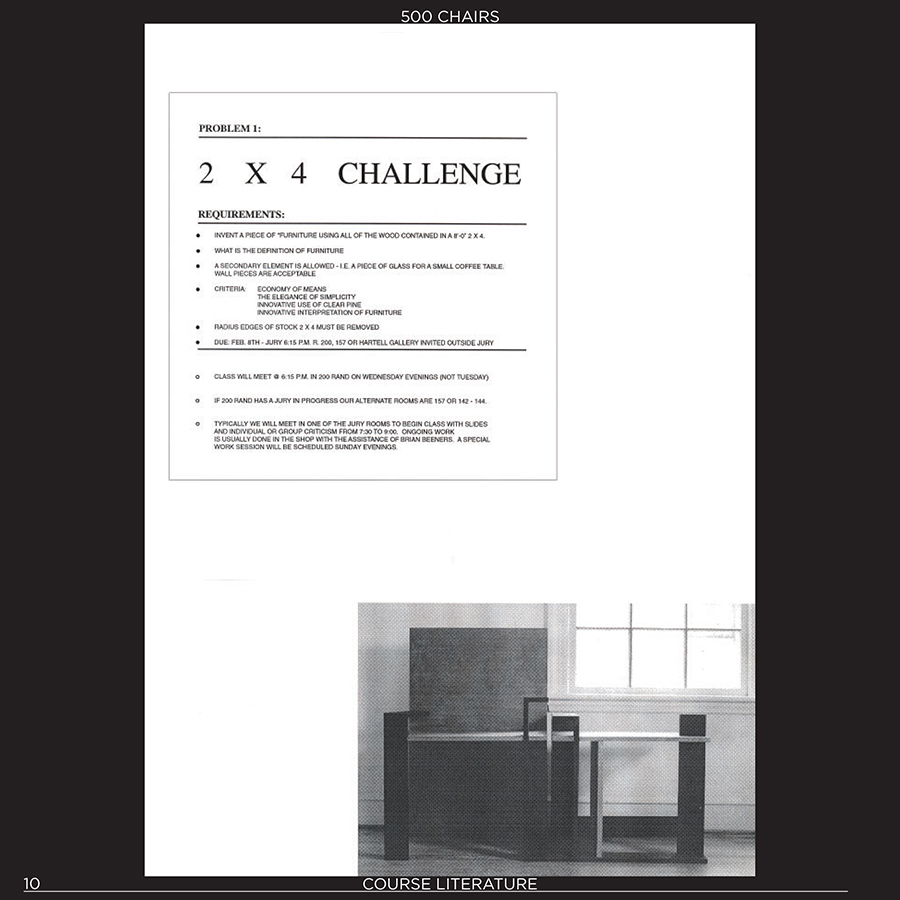 500 CHAIRS
PROBLEM 1:
2 X 4 CHALLENGE
REQUIREMENTS:
● INVENT A PIECE OF "FURNITURE USING ALL OF THE WOOD CONTAINED IN A 8'-0" 2 X 4.
● WHAT IS THE DEFINITION OF FURNITURE
● A SECONDARY ELEMENT IS ALLOWED - I.E. A PIECE OF GLASS FOR A SMALL COFFEE TABLE.
WALL PIECES ARE ACCEPTABLE
● CRITERIA: ECONOMY OF MEANS
THE ELEGANCE OF SIMPLICITY
INNOVATIVE USE OF CLEAR PINE
INNOVATIVE INTERPRETATION OF FURNITURE
● RADIUS EDGES OF STOCK 2 X 4 MUST BE REMOVED
● DUE: FEB. 8TH - JURY 6:15 P.M. R. 200, 157 OR HARTELL GALLERY INVITED OUTSIDE JURY
○ CLASS WILL MEET @ 6:15 P.M. IN 200 RAND ON WEDNESDAY EVENINGS (NOT TUESDAY)
○ IF 200 RAND HAS A JURY IN PROGRESS OUR ALTERNATE ROOMS ARE 157 OR 142 - 144.
○ TYPICALLY WE WILL MEET IN ONE OF THE JURY ROOMS TO BEGIN CLASS WITH SLIDES
AND INDIVIDUAL OR GROUP CRITICISM FROM 7:30 TO 9:00. ONGOING WORK
IS USUALLY DONE IN THE SHOP WITH THE ASSISTANCE OF BRIAN BEENERS. A SPECIAL
WORK SESSION WILL BE SCHEDULED SUNDAY EVENINGS.
10
COURSE LITERATURE